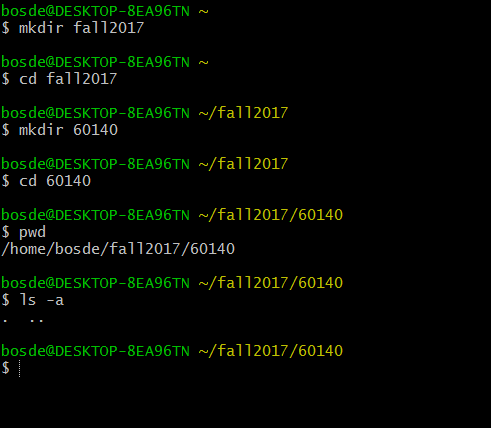 bosde@DESKTOP-8EA96TN ~
$ mkdir fall2017
bosde@DESKTOP-8EA96TN ~
$ cd fall2017
bosde@DESKTOP-8EA96TN ~/fall2017
$ mkdir 60140
bosde@DESKTOP-8EA96TN ~/fall2017
$ cd 60140
bosde@DESKTOP-8EA96TN ~/fall2017/60140
$ pwd
/home/bosde/fall2017/60140
bosde@DESKTOP-8EA96TN ~/fall2017/60140
$ ls -a
.  ..
bosde@DESKTOP-8EA96TN ~/fall2017/60140
$